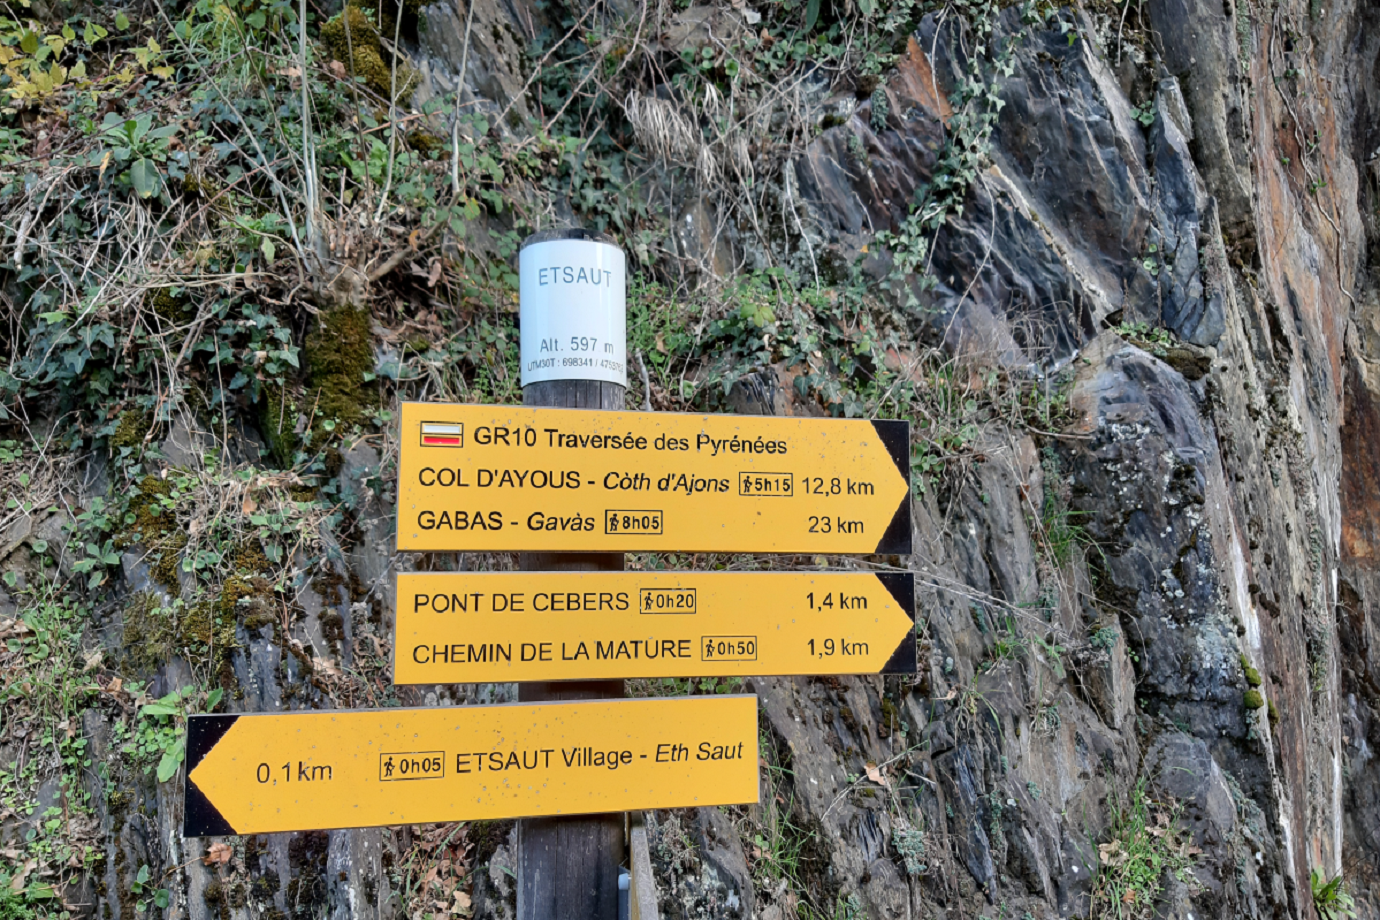 ETSAUT
Alt. 597 m
UTM30T : 698341 /
GR10 Traversée des Pyrénées
COL D'AYOUS - Còth d'Ajons 5h15 12,8 km
GABAS - Gavàs 8h05 23 km
PONT DE CEBERS 0h20 1,4 km
CHEMIN DE LA MATURE 0h50 1,9 km
0,1 km 0h05 ETSAUT Village - Eth Saut